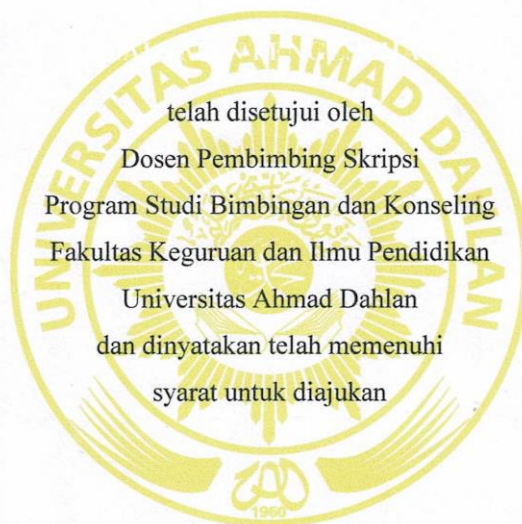 UNIVERSITAS AHMAD DAHLAN
telah disetujui oleh
Dosen Pembimbing Skripsi
Program Studi Bimbingan dan Konseling
Fakultas Keguruan dan Ilmu Pendidikan
Universitas Ahmad Dahlan
dan dinyatakan telah memenuhi
syarat untuk diajukan
1960